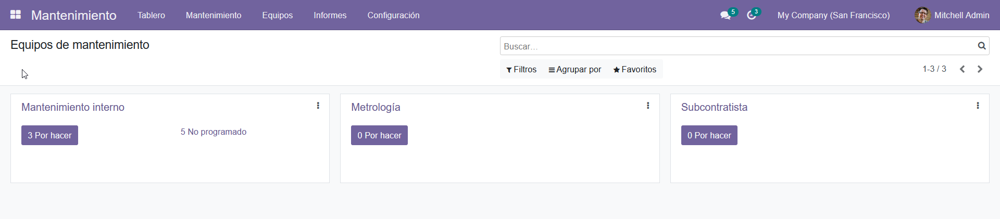 Mantenimiento Tablero Mantenimiento Equipos Informes Configuración 5 3 My Company (San Francisco) Mitchell Admin
Equipos de mantenimiento
Buscar...
Filtros Agrupar por Favoritos 1-3 / 3
Mantenimiento interno
3 Por hacer 5 No programado
Metrología
0 Por hacer
Subcontratista
0 Por hacer